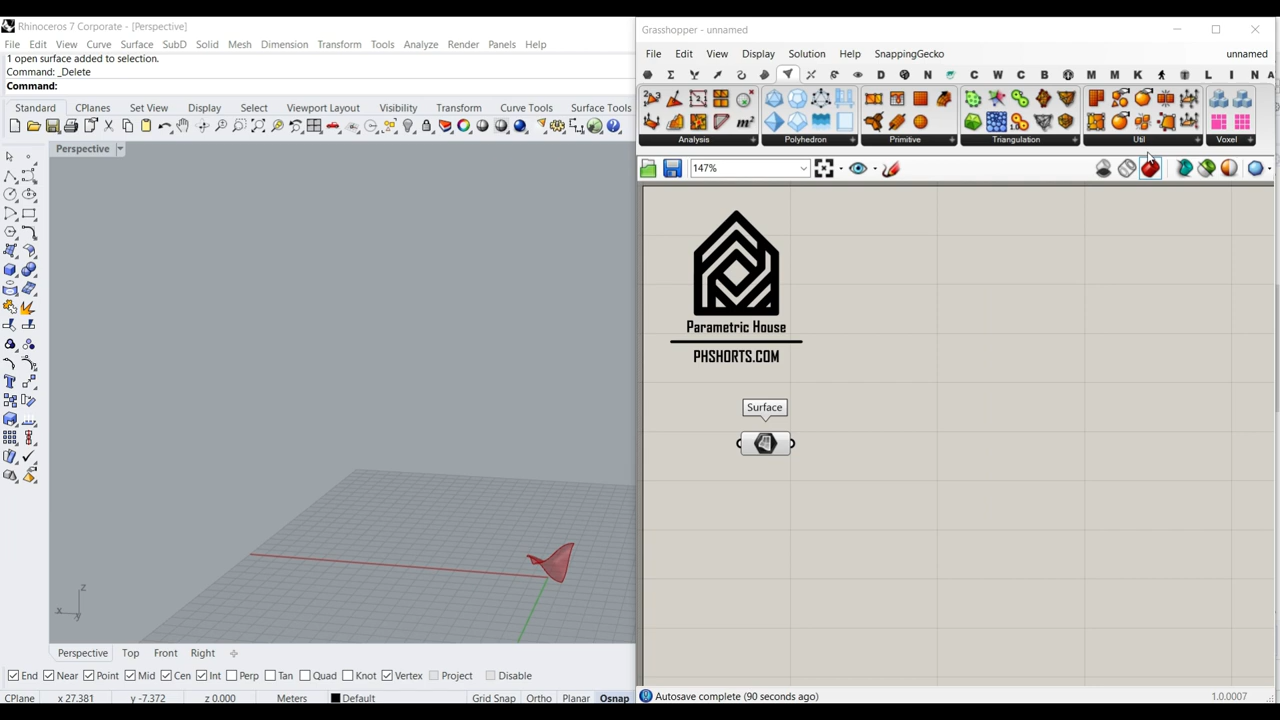 Rhinoceros 7 Corporate - [Perspective]
File Edit View Curve Surface SubD Solid Mesh Dimension Transform Tools Analyze Render Panels Help
1 open surface added to selection.
Command: _Delete
Command:
Standard CPlanes Set View Display Select Viewport Layout Visibility Transform Curve Tools Surface Tools
Perspective
z
x
y
Perspective Top Front Right
End Near Point Mid Cen Int Perp Tan Quad Knot Vertex Project Disable
CPlane x 27.381 y -7.372 z 0.000 Meters Default Grid Snap Ortho Planar Osnap
Grasshopper - unnamed
File Edit View Display Solution Help SnappingGecko unnamed
D N C W C B M M K L I N A
Analysis Polyhedron Primitive Triangulation Util Voxel
147%
Parametric House
PHSHORTS.COM
Surface
Autosave complete (90 seconds ago) 1.0.0007